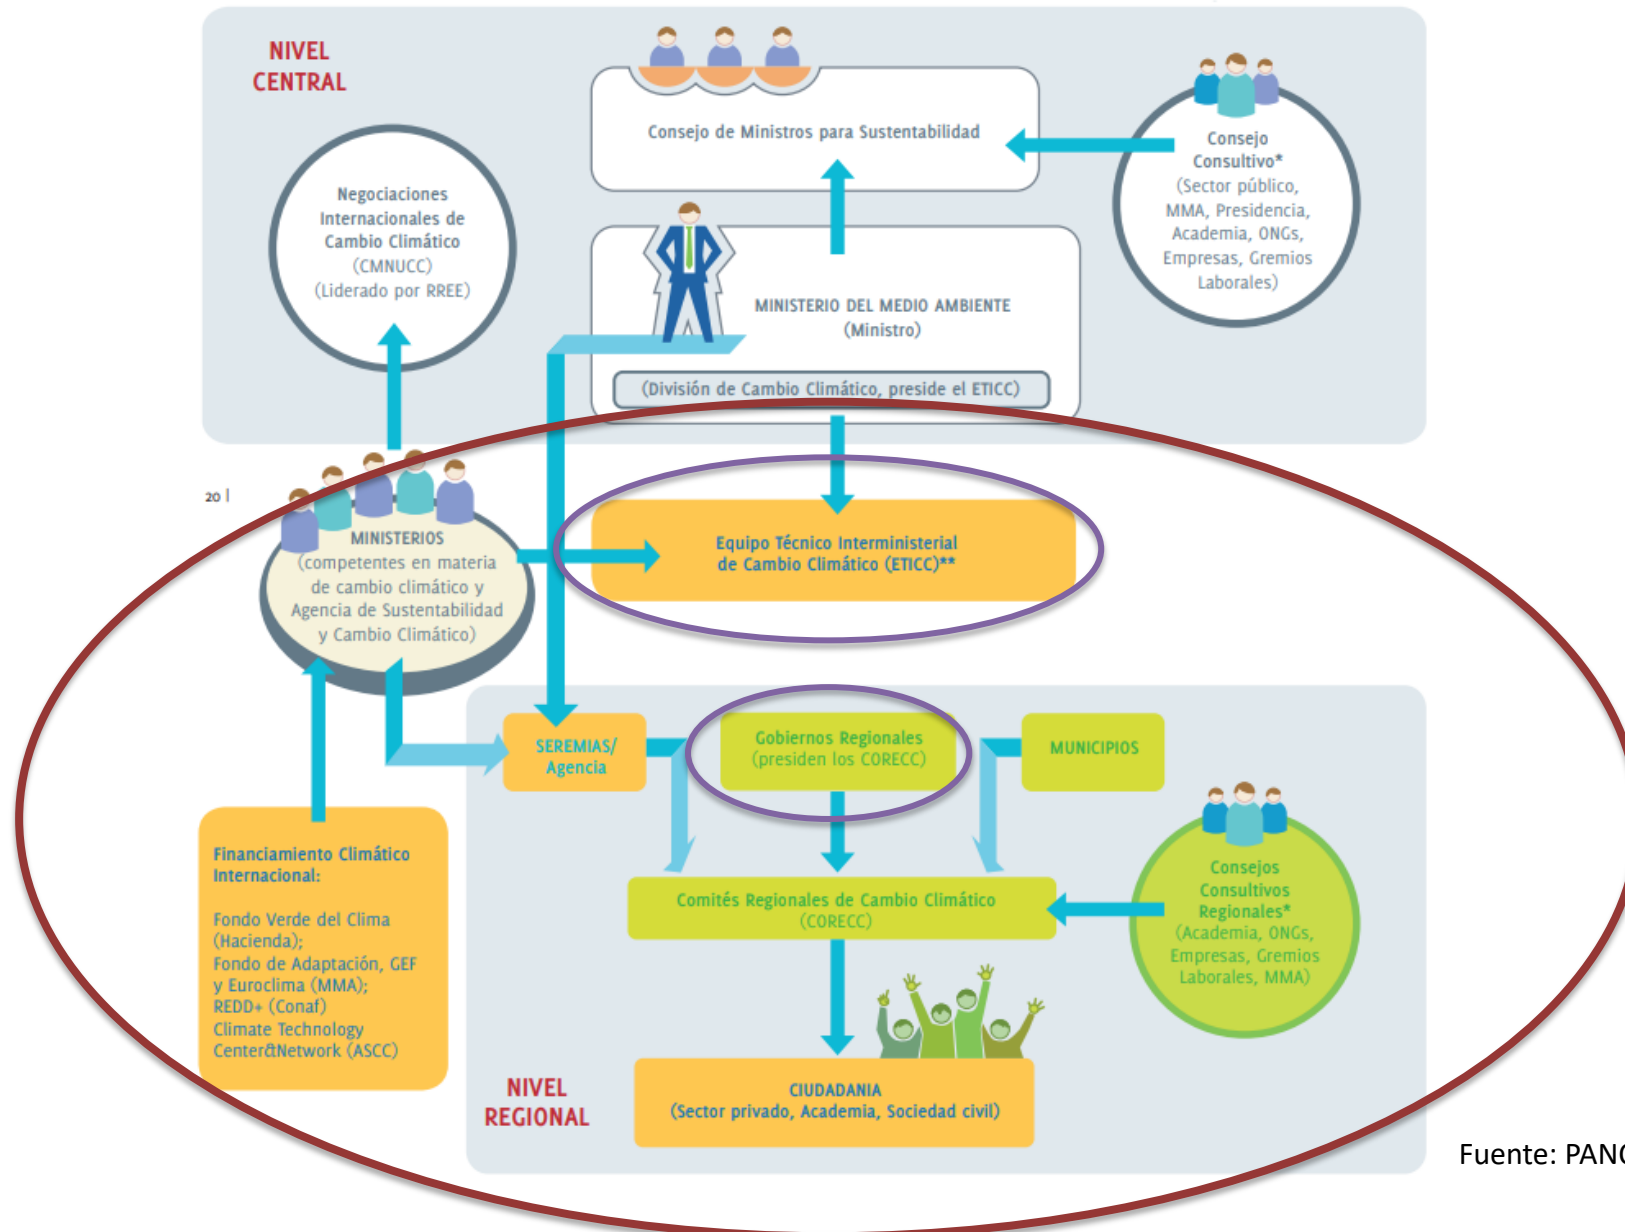 NIVEL
CENTRAL
Consejo de Ministros para Sustentabilidad
Consejo
Consultivo*
(Sector público,
MMA, Presidencia,
Academia, ONGs,
Empresas, Gremios
Laborales)
Negociaciones
Internacionales de
Cambio Climático
(CMNUCC)
(Liderado por RREE)
MINISTERIO DEL MEDIO AMBIENTE
(Ministro)
(División de Cambio Climático, preside el ETICC)
20 |
MINISTERIOS
(competentes en materia
de cambio climático y
Agencia de Sustentabilidad
y Cambio Climático)
Equipo Técnico Interministerial
de Cambio Climático (ETICC)**
SEREMIAS/
Agencia
Gobiernos Regionales
(presiden los CORECC)
MUNICIPIOS
Financiamiento Climático
Internacional:
Fondo Verde del Clima
(Hacienda);
Fondo de Adaptación, GEF
y Euroclima (MMA);
REDD+ (Conaf)
Climate Technology
Center&Network (ASCC)
Comités Regionales de Cambio Climático
(CORECC)
Consejos
Consultivos
Regionales*
(Academia, ONGs,
Empresas, Gremios
Laborales, MMA)
NIVEL
REGIONAL
CIUDADANIA
(Sector privado, Academia, Sociedad civil)
Fuente: